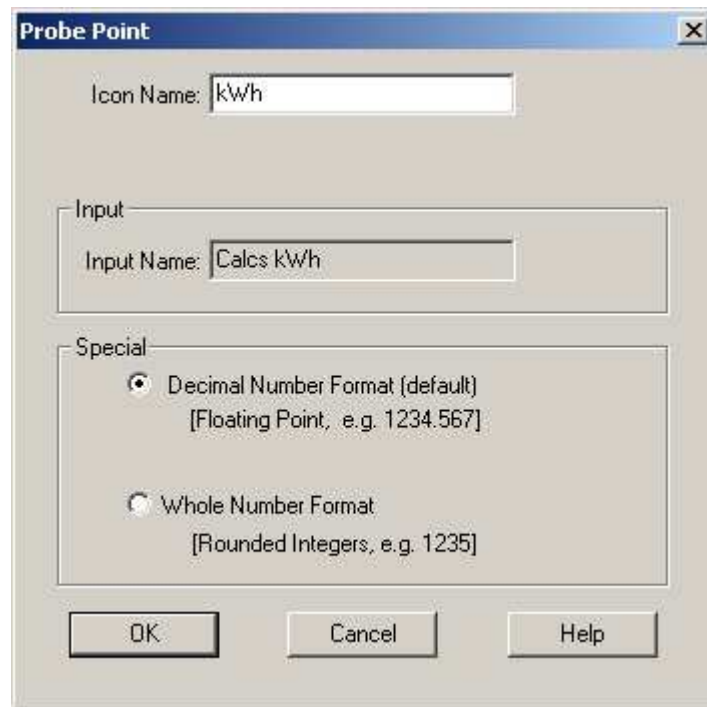 Probe Point
Icon Name: kWh
Input
Input Name: Calcs kWh
Special
Decimal Number Format (default)
[Floating Point, e.g. 1234.567]
Whole Number Format
[Rounded Integers, e.g. 1235]
OK Cancel Help